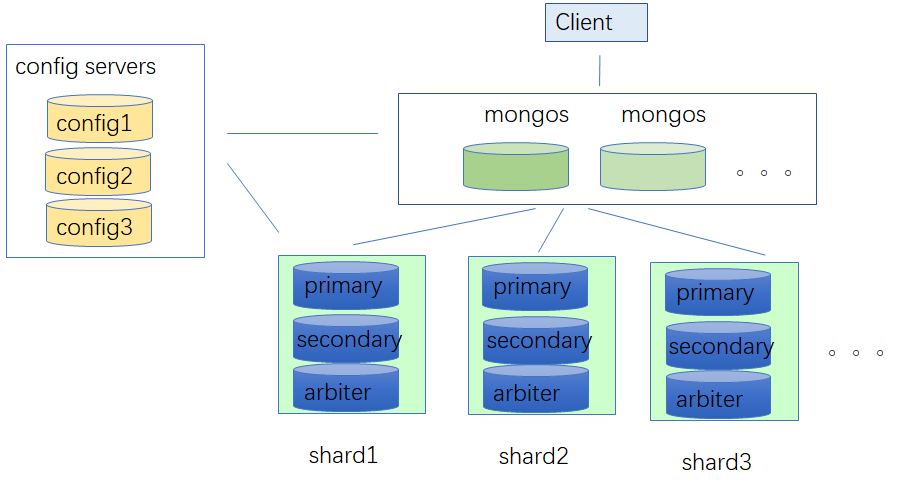 Client
config servers
config1
config2
config3
mongos
mongos
。。。
primary
secondary
arbiter
shard1
primary
secondary
arbiter
shard2
primary
secondary
arbiter
shard3
。。。